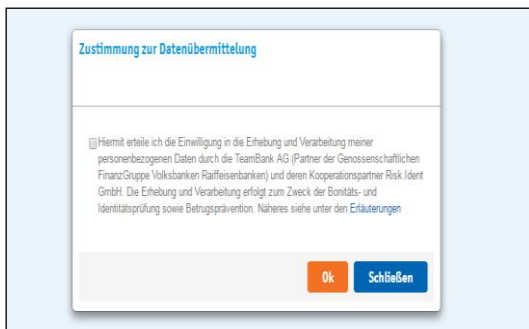 Zustimmung zur Datenübermittelung
Hiermit erteile ich die Einwilligung in die Erhebung und Verarbeitung meiner
personenbezogenen Daten durch die TeamBank AG (Partner der Genossenschaftlichen
FinanzGruppe Volksbanken Raiffeisenbanken) und deren Kooperationspartner Risk.Ident
GmbH. Die Erhebung und Verarbeitung erfolgt zum Zweck der Bonitäts- und
Identitätsprüfung sowie Betrugsprävention. Näheres siehe unter den Erläuterungen
Ok Schließen